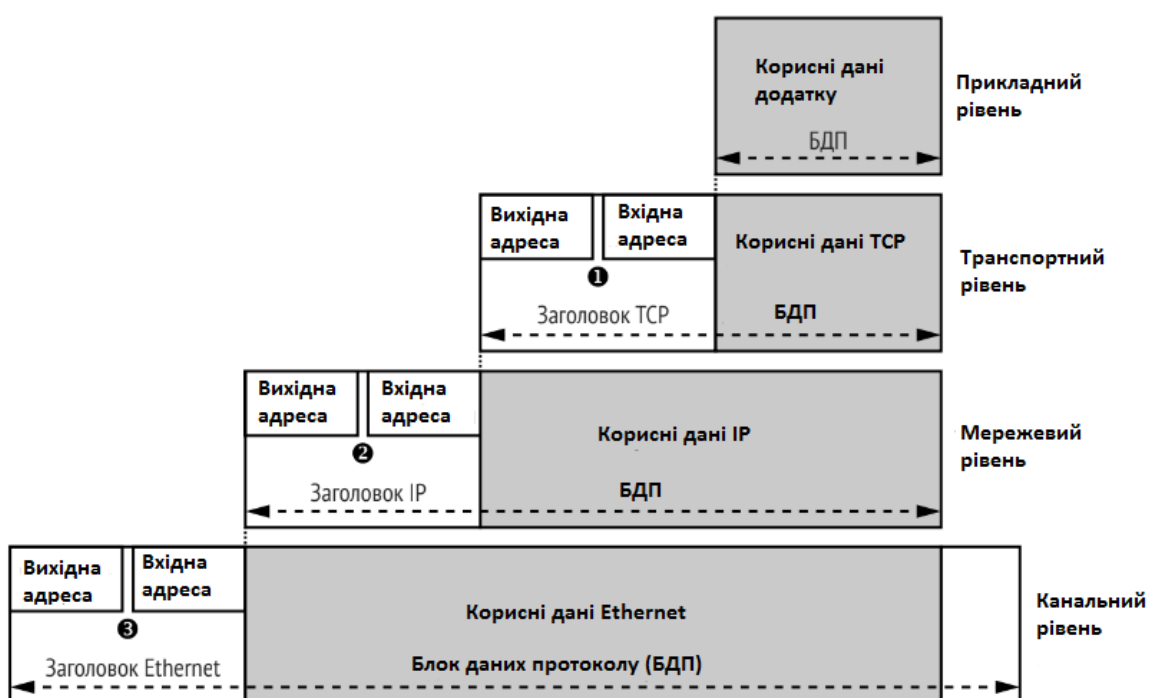 Корисні дані
додатку
БДП
Прикладний
рівень
Вихідна
адреса
Вхідна
адреса
❶
Заголовок TCP
Корисні дані TCP
БДП
Транспортний
рівень
Вихідна
адреса
Вхідна
адреса
❷
Заголовок IP
Корисні дані IP
БДП
Мережевий
рівень
Вихідна
адреса
Вхідна
адреса
❸
Заголовок Ethernet
Корисні дані Ethernet
Блок даних протоколу (БДП)
Канальний
рівень